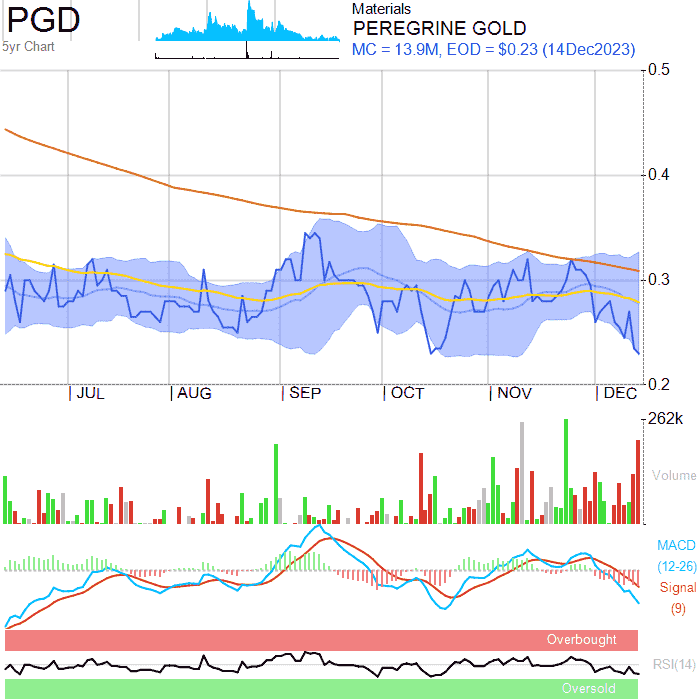 PGD
5yr Chart
Materials
PEREGRINE GOLD
MC = 13.9M, EOD = $0.23 (14Dec2023)
0.5
0.4
0.3
0.2
JUL AUG SEP OCT NOV DEC
262k
Volume
MACD
(12-26)
Signal
(9)
Overbought
RSI(14)
Oversold